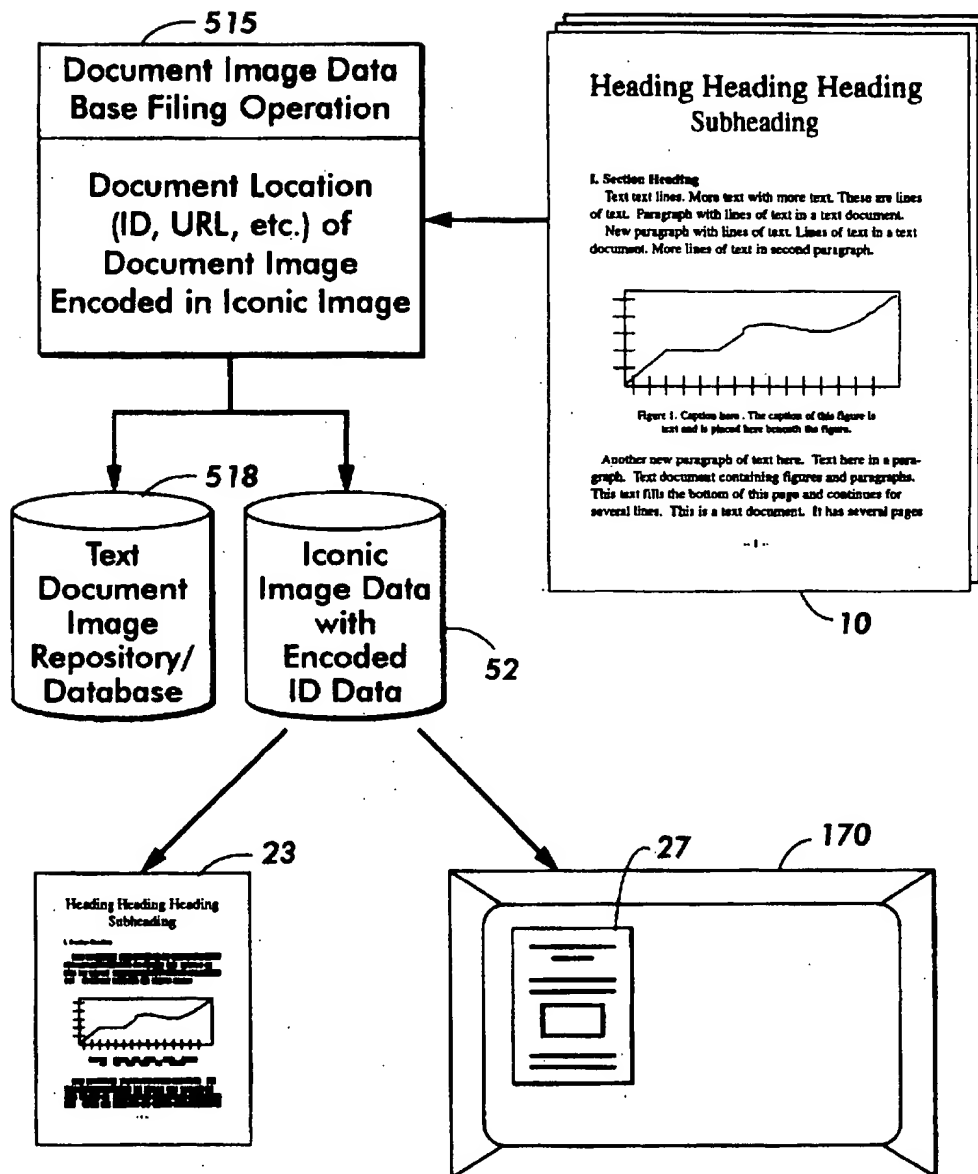 515
Document Image Data
Base Filing Operation
Document Location
(ID, URL, etc.) of
Document Image
Encoded in Iconic Image
Heading Heading Heading
Subheading
I. Section Heading
Text text lines. More text with more text. These are lines
of text. Paragraph with lines of text in a text document.
New paragraph with lines of text. Lines of text in a text
document. More lines of text in second paragraph.
Figure 1. Caption here . The caption of this figure is
text and is placed here beneath the figure.
Another new paragraph of text here. Text here in a para-
graph. Text document containing figures and paragraphs.
This text fills the bottom of this page and continues for
several lines. This is a text document. It has several pages
-- 1 --
10
518
Text
Document
Image
Repository/
Database
Iconic
Image Data
with
Encoded
ID Data
52
23
Heading Heading Heading
Subheading
I. Section Heading
27
170